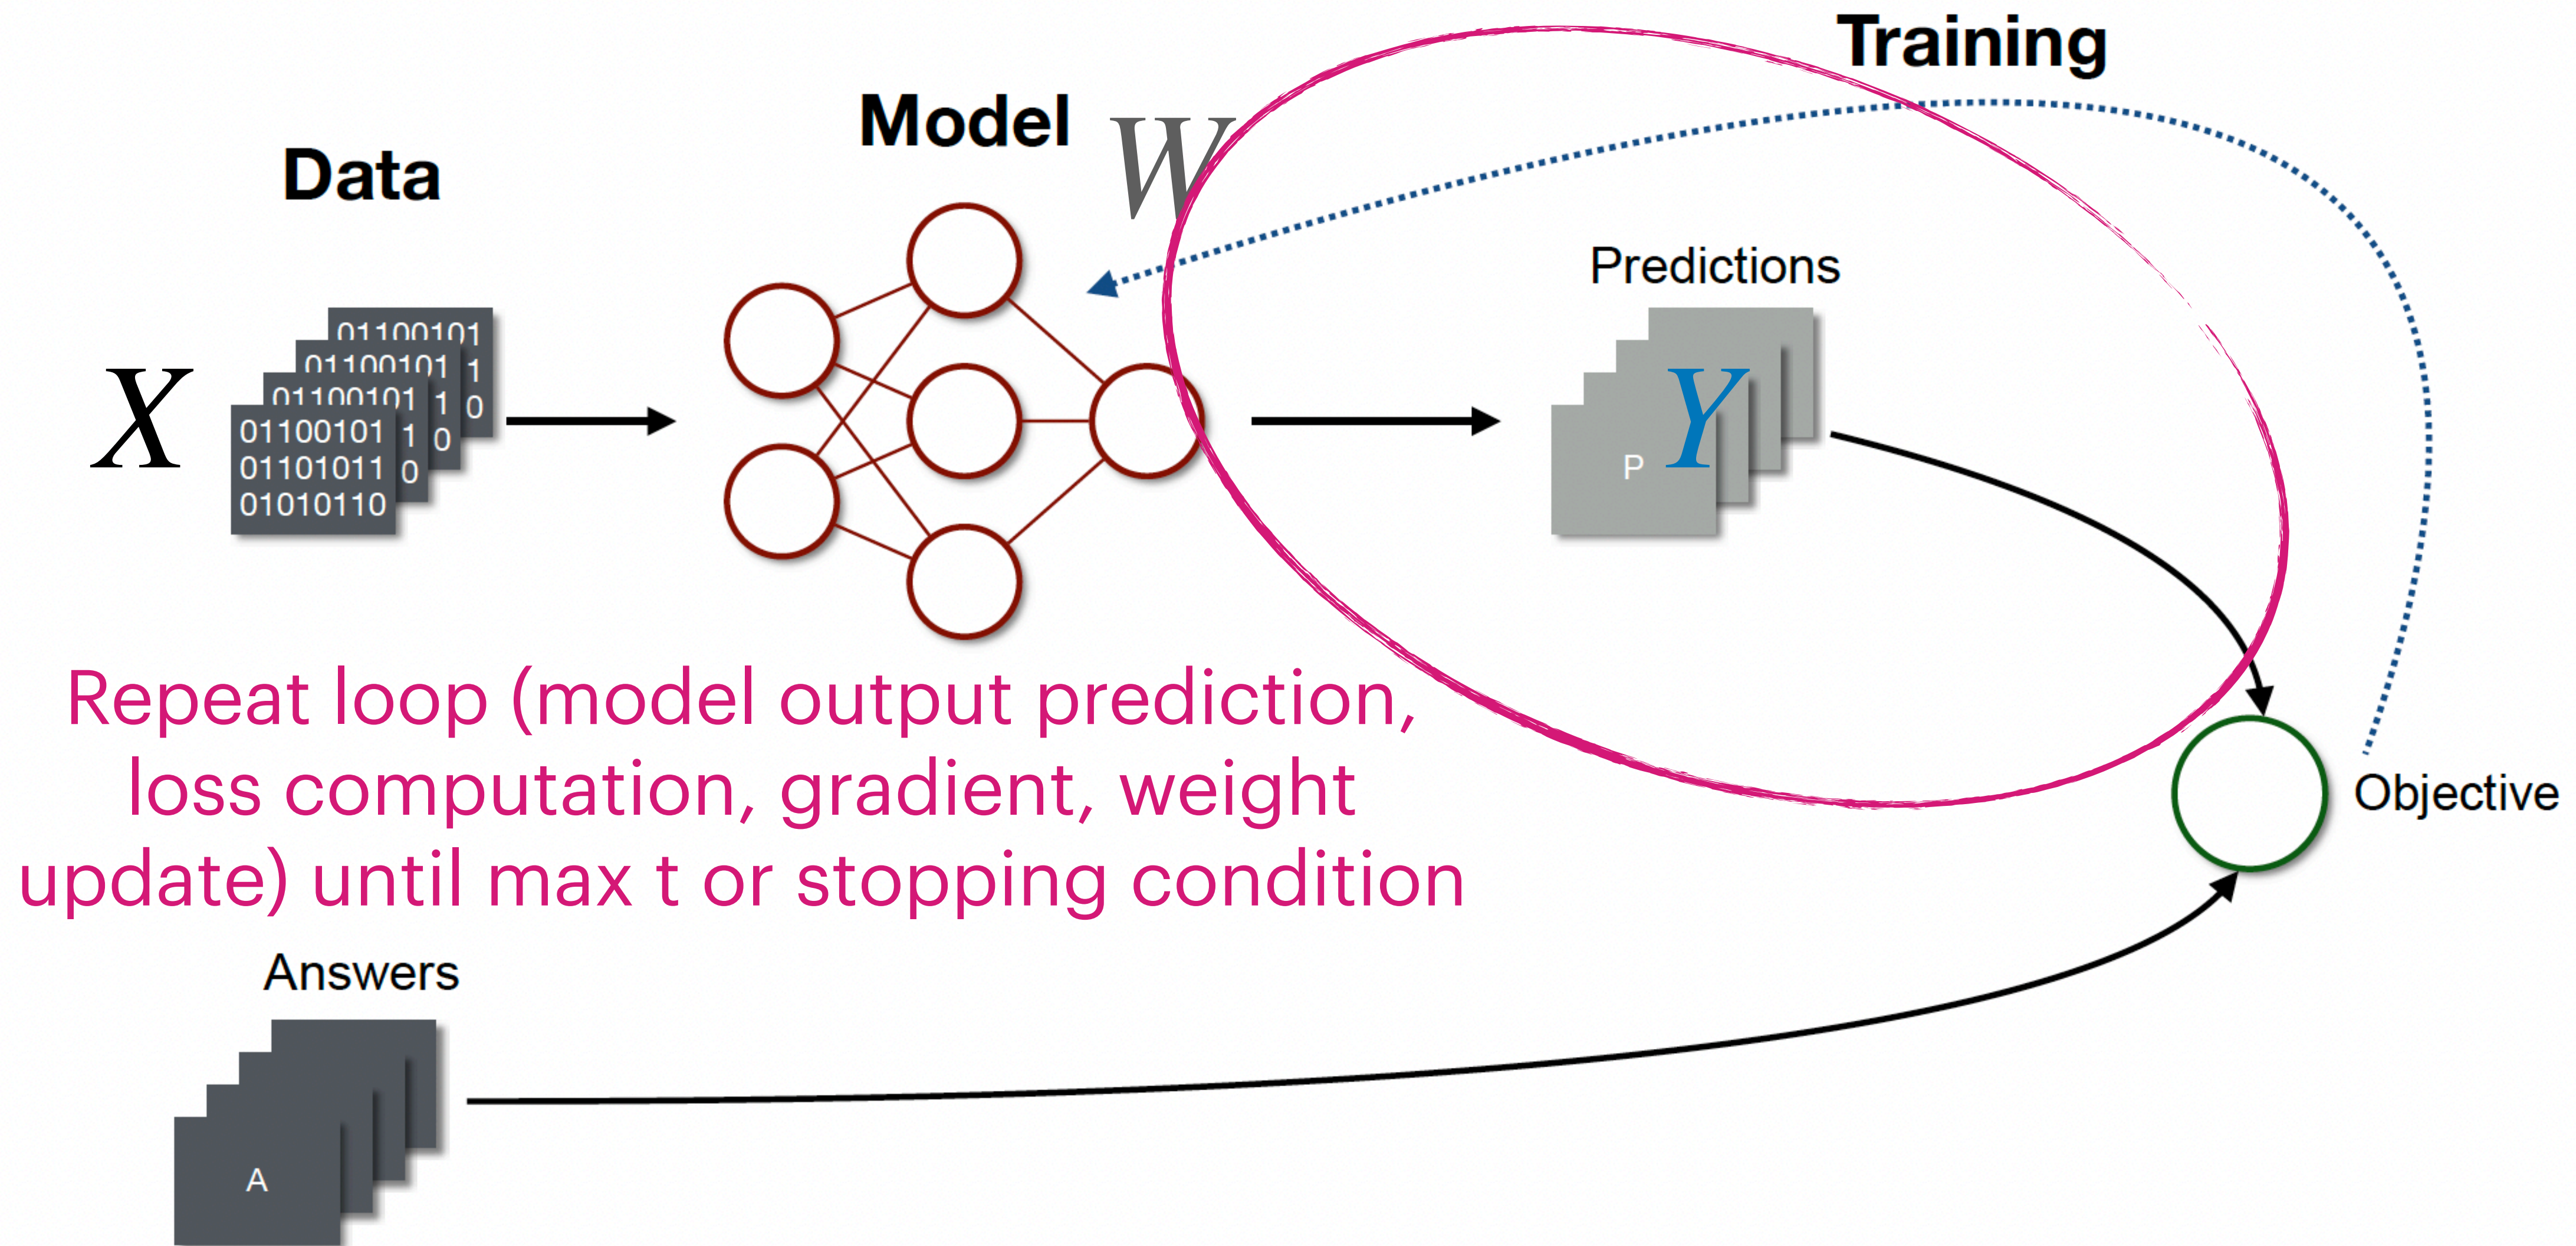 Training
Model
W
Data
Predictions
X
01100101
1
01100101
1
0
01100101
1
0
01100101
01101011
01010110
1
0
Y
P
Repeat loop (model output prediction,
loss computation, gradient, weight
update) until max t or stopping condition
Objective
Answers
A